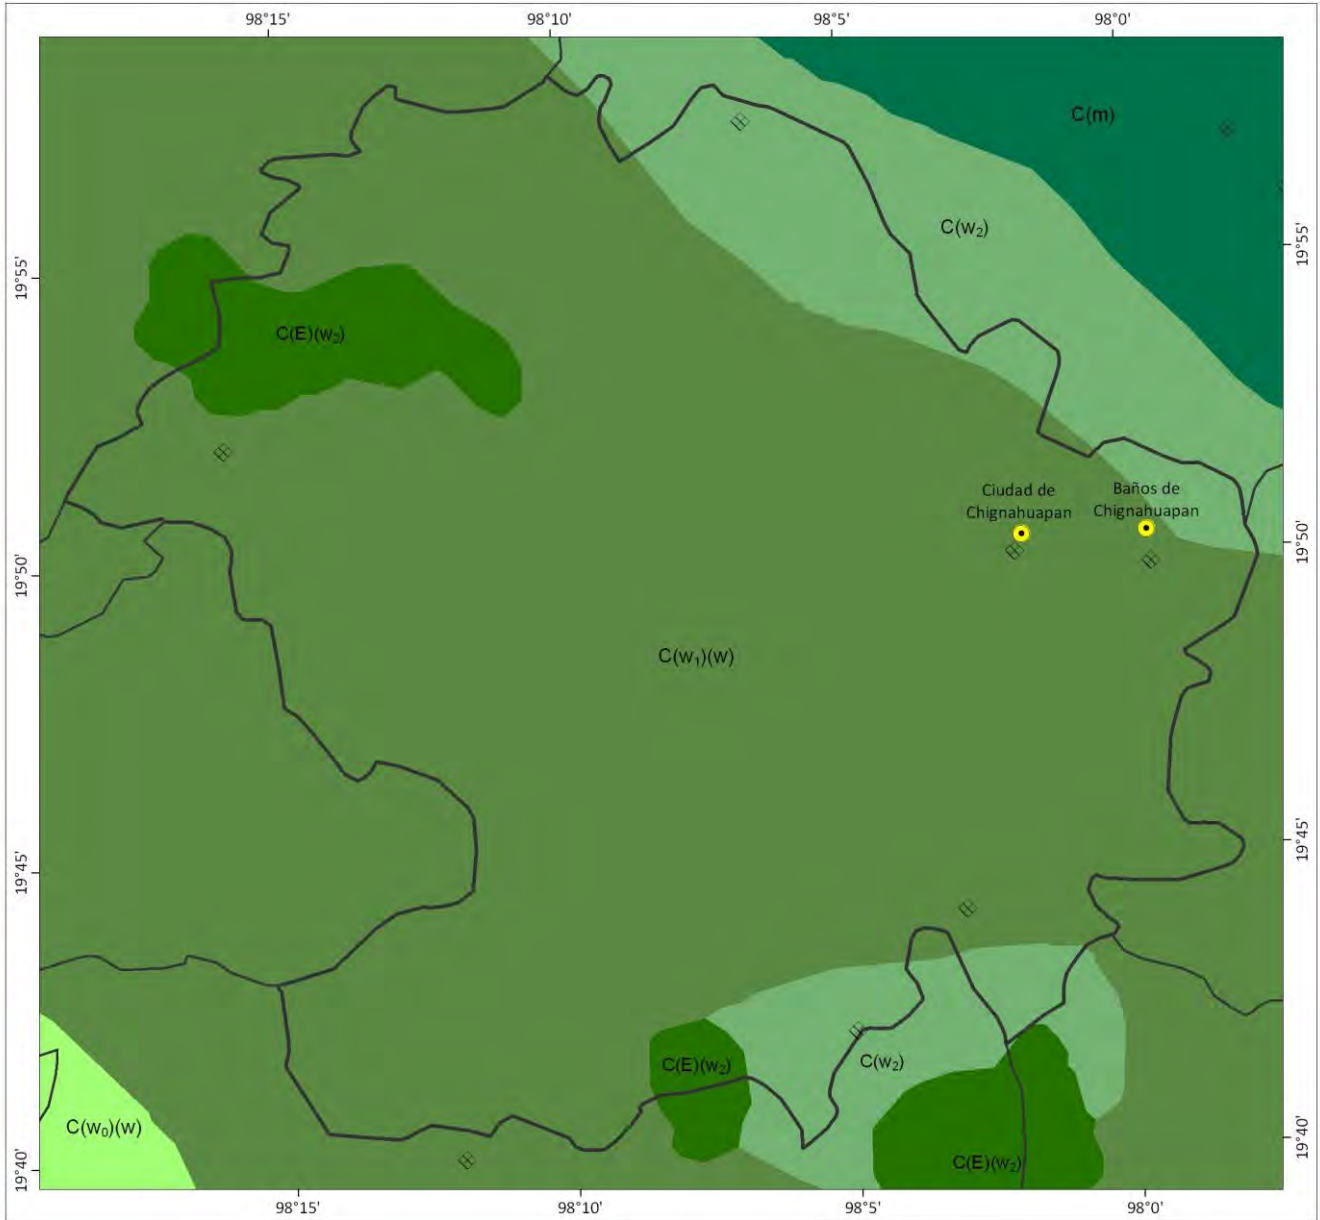 98°15'
98°10'
98°5'
98°0'
C(m)
C(w₂)
19°55'
19°55'
C(E)(w₂)
Ciudad de
Chignahuapan
Baños de
Chignahuapan
19°50'
19°50'
C(w₁)(w)
19°45'
19°45'
C(E)(w₂)
C(w₂)
C(w₀)(w)
C(E)(w₂)
19°40'
19°40'
98°15'
98°10'
98°5'
98°0'